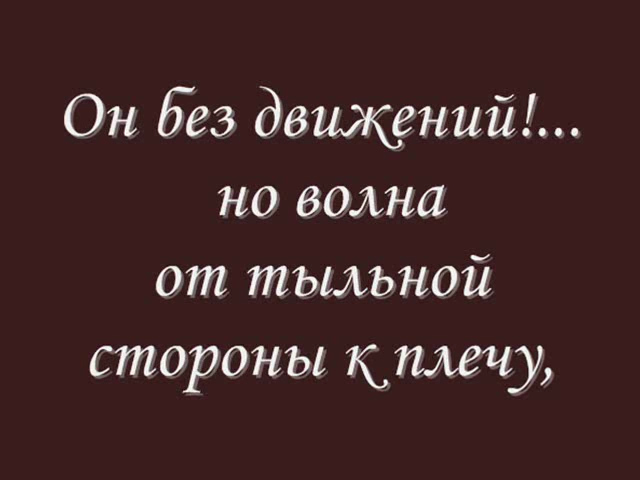 Он без движений!...
но волна
от тыльной
стороны к плечу,